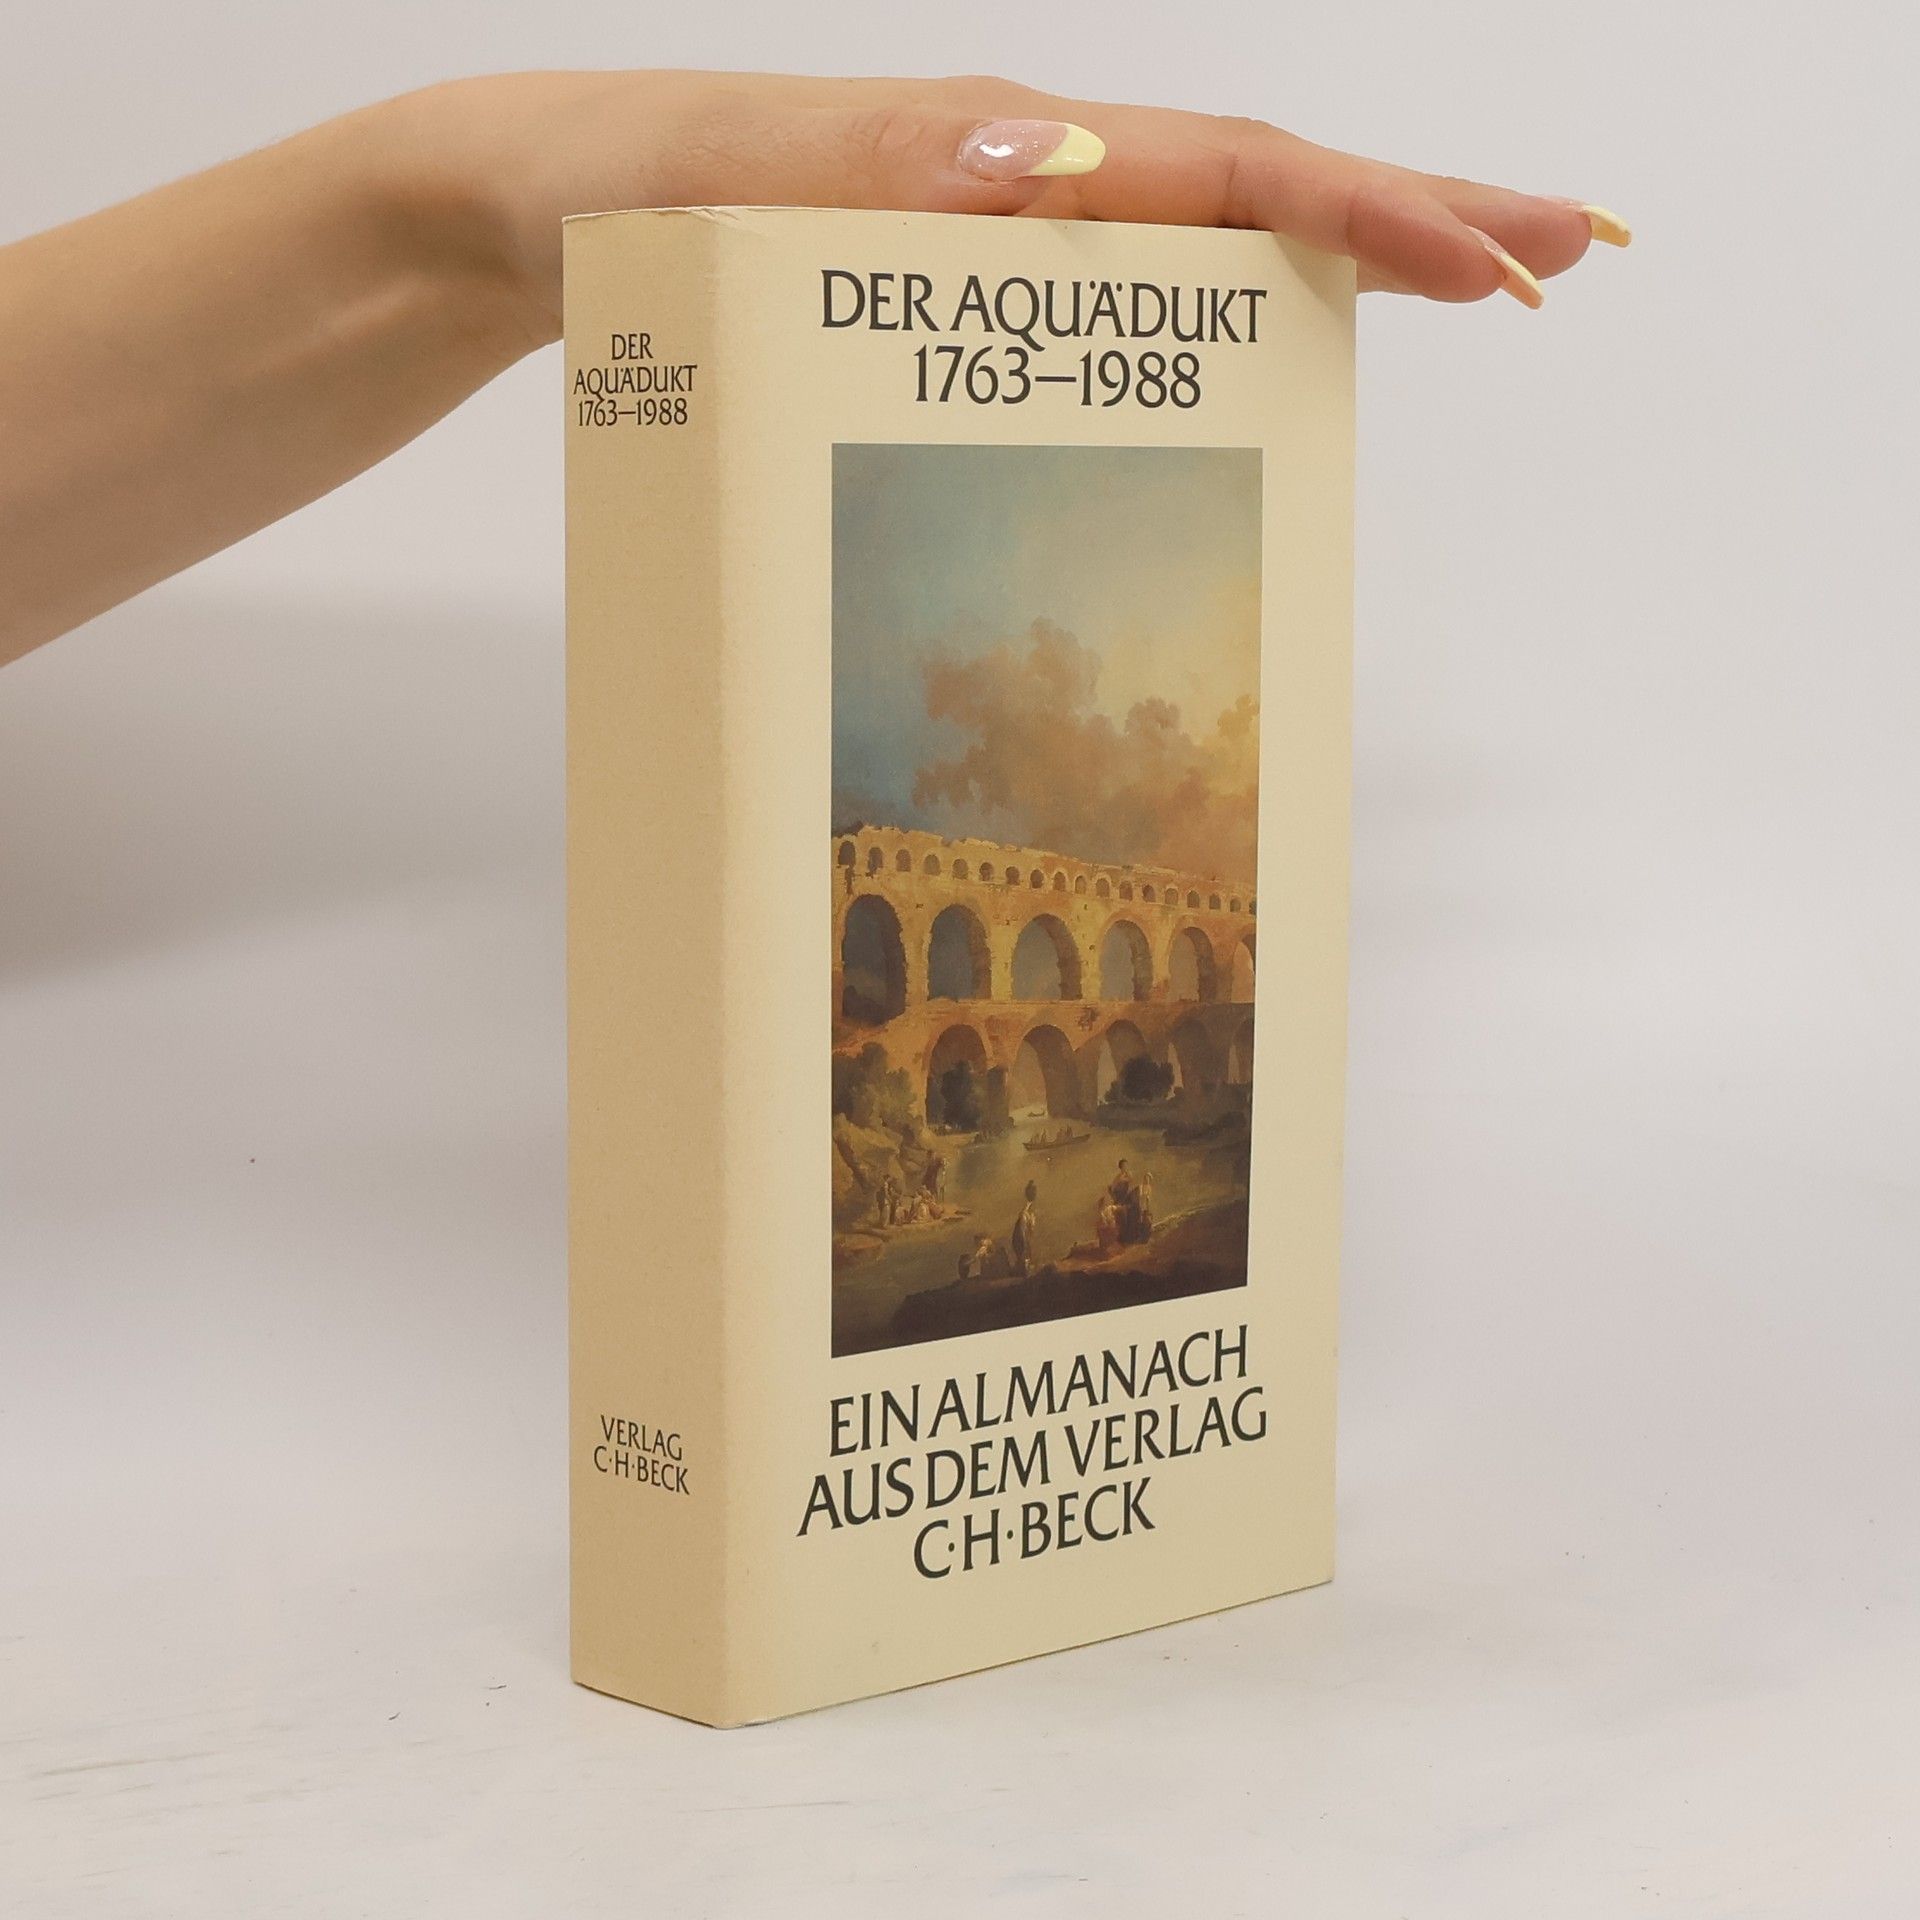 DER
AQUÄDUKT
1763–1988
VERLAG
C·H·BECK
DER AQUÄDUKT
1763–1988
EIN ALMANACH
AUS DEM VERLAG
C·H·BECK